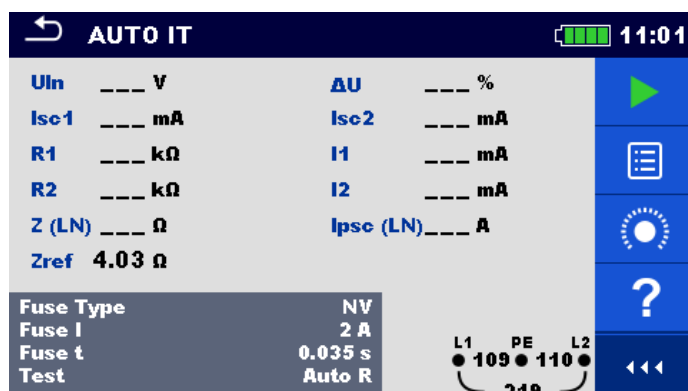 AUTO IT 11:01
Uln ___ V ΔU ___ %
Isc1 ___ mA Isc2 ___ mA
R1 ___ kΩ I1 ___ mA
R2 ___ kΩ I2 ___ mA
Z (LN) ___ Ω Ipsc (LN)___ A
Zref 4.03 Ω
?
Fuse Type NV
Fuse I 2 A
Fuse t 0.035 s
Test Auto R
L1 PE L2
109 110
219